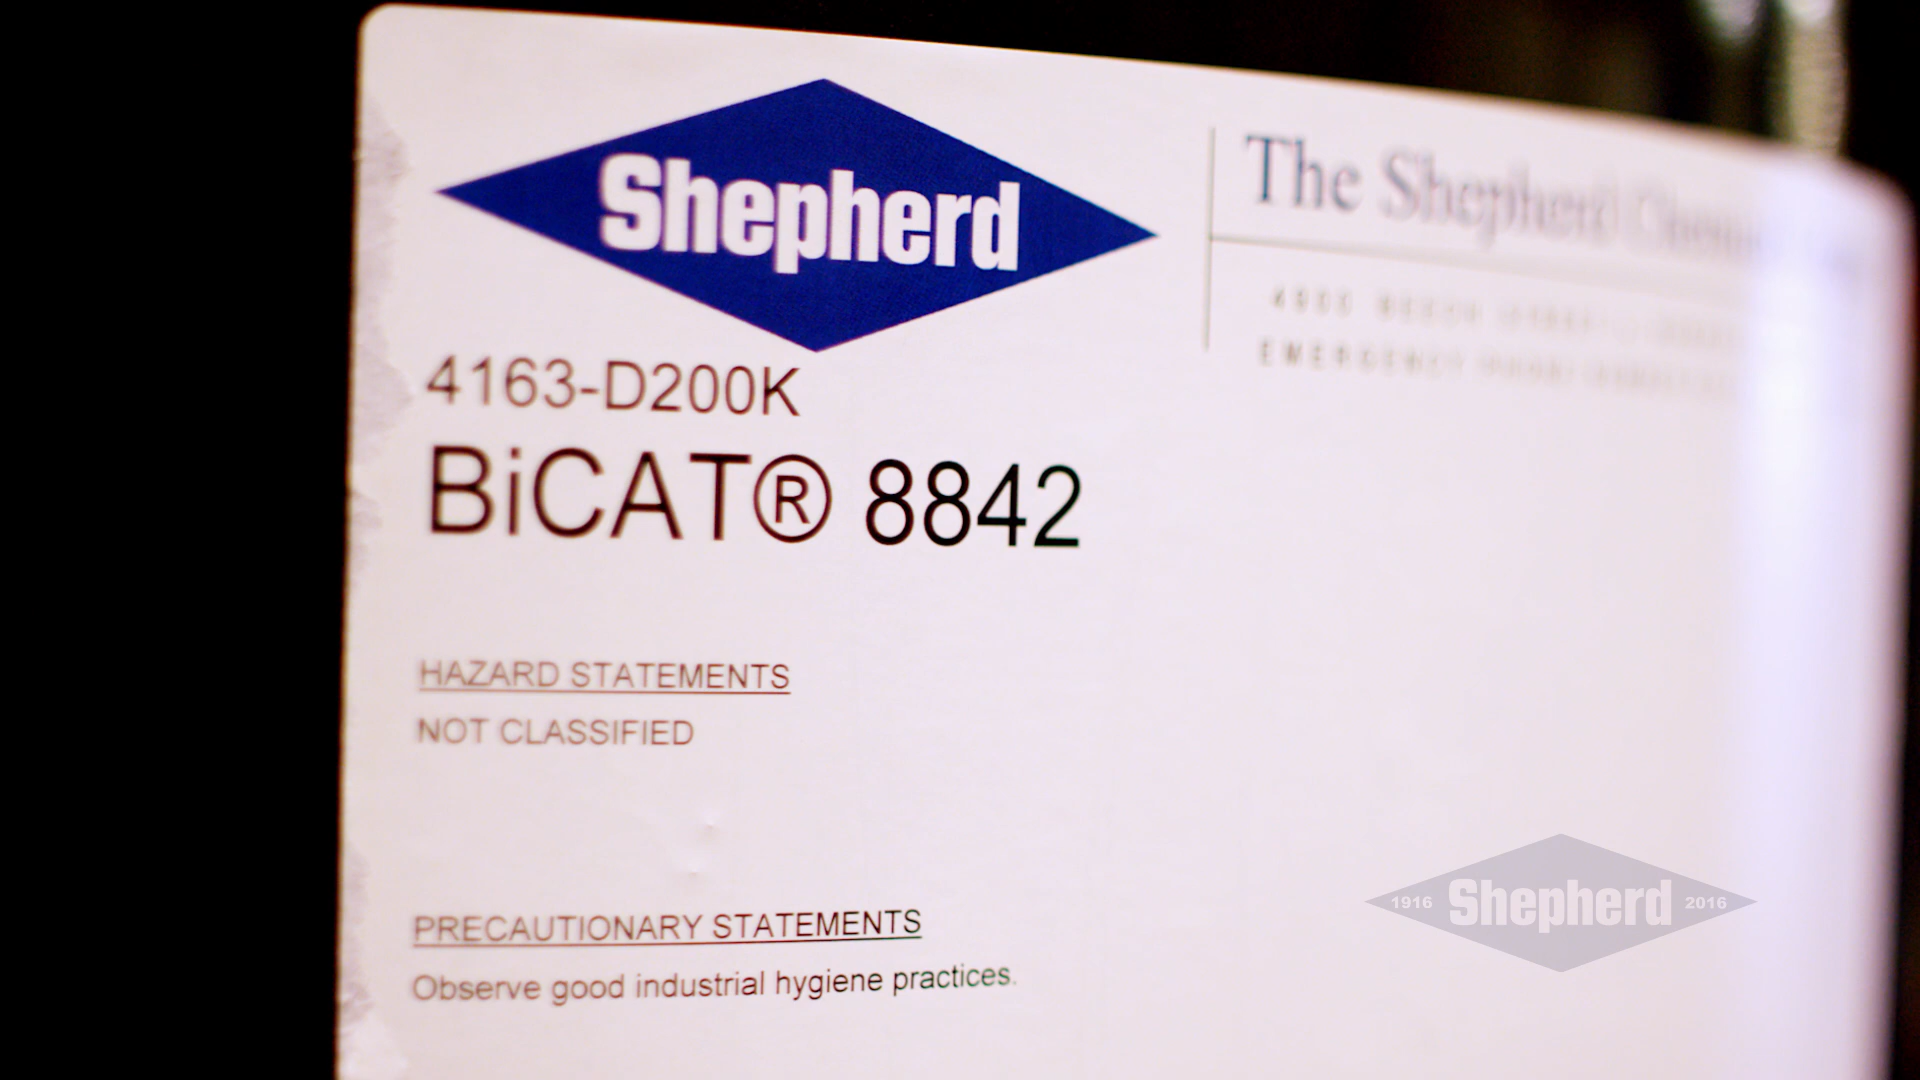 Shepherd
The Shepherd
4163-D200K
BiCAT® 8842
EMERGENCY
HAZARD STATEMENTS
NOT CLASSIFIED
PRECAUTIONARY STATEMENTS
Observe good industrial hygiene practices.
1916 Shepherd 2016